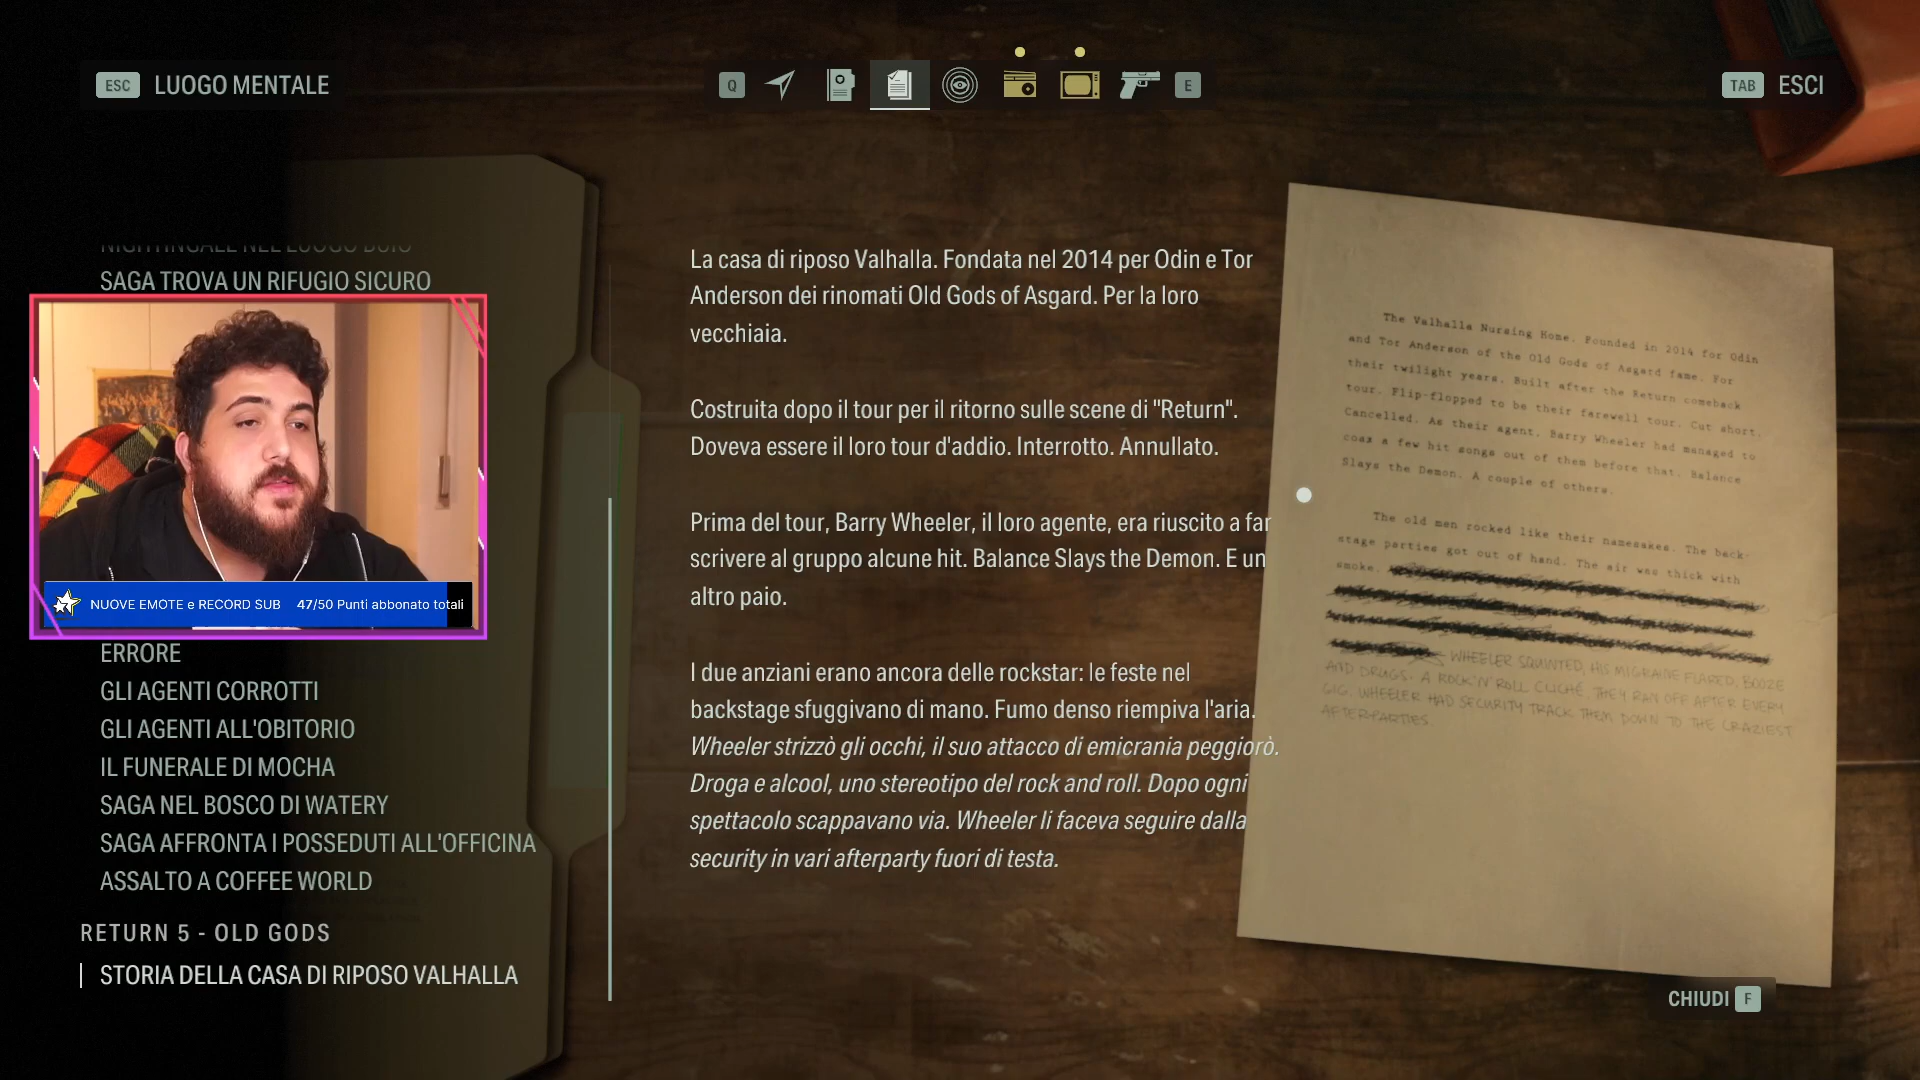 ESC LUOGO MENTALE
Q
E
TAB ESCI
NIGHTINGALE NEL LUOGO BUIO
SAGA TROVA UN RIFUGIO SICURO
NUOVE EMOTE e RECORD SUB 47/50 Punti abbonato totali
ERRORE
GLI AGENTI CORROTTI
GLI AGENTI ALL'OBITORIO
IL FUNERALE DI MOCHA
SAGA NEL BOSCO DI WATERY
SAGA AFFRONTA I POSSEDUTI ALL'OFFICINA
ASSALTO A COFFEE WORLD
RETURN 5 - OLD GODS
STORIA DELLA CASA DI RIPOSO VALHALLA
La casa di riposo Valhalla. Fondata nel 2014 per Odin e Tor
Anderson dei rinomati Old Gods of Asgard. Per la loro
vecchiaia.
Costruita dopo il tour per il ritorno sulle scene di "Return".
Doveva essere il loro tour d'addio. Interrotto. Annullato.
Prima del tour, Barry Wheeler, il loro agente, era riuscito a far
scrivere al gruppo alcune hit. Balance Slays the Demon. E un
altro paio.
I due anziani erano ancora delle rockstar: le feste nel
backstage sfuggivano di mano. Fumo denso riempiva l'aria.
Wheeler strizzò gli occhi, il suo attacco di emicrania peggiorò.
Droga e alcool, uno stereotipo del rock and roll. Dopo ogni
spettacolo scappavano via. Wheeler li faceva seguire dalla
security in vari afterparty fuori di testa.
The Valhalla Nursing Home. Founded in 2014 for Odin
and Tor Anderson of the Old Gods of Asgard fame. For
their twilight years. Built after the Return comeback
tour. Flip-flopped to be their farewell tour. Cut short.
Cancelled. As their agent, Barry Wheeler had managed to
coax a few hit songs out of them before that. Balance
Slays the Demon. A couple of others.
The old men rocked like their namesakes. The back-
stage parties got out of hand. The air was thick with
smoke.
WHEELER SQUINTED, HIS MIGRAINE FLARED. BOOZE
AND DRUGS. A ROCK'N'ROLL CLICHÉ. THEY RAN OFF AFTER EVERY
GIG. WHEELER HAD SECURITY TRACK THEM DOWN TO THE CRAZIEST
AFTERPARTIES.
CHIUDI F